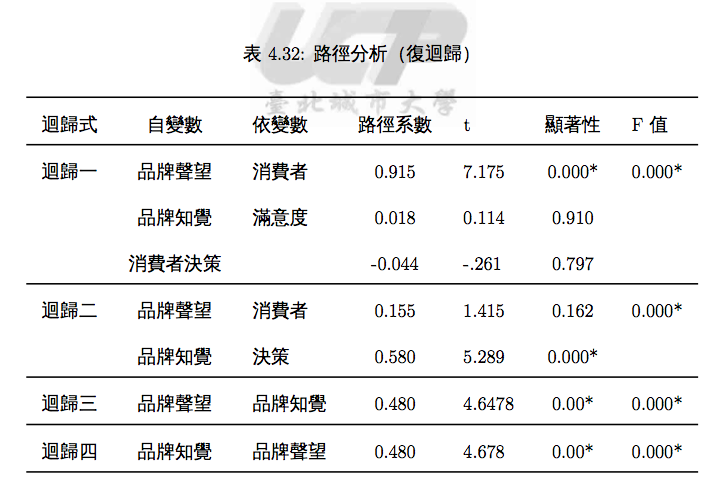 UCP
臺北城市大學
表 4.32: 路徑分析（復迴歸）
迴歸式 自變數 依變數 路徑系數 t 顯著性 F 值
迴歸一 品牌聲望 消費者 0.915 7.175 0.000* 0.000*
品牌知覺 滿意度 0.018 0.114 0.910
消費者決策 -0.044 -.261 0.797
迴歸二 品牌聲望 消費者 0.155 1.415 0.162 0.000*
品牌知覺 決策 0.580 5.289 0.000*
迴歸三 品牌聲望 品牌知覺 0.480 4.6478 0.00* 0.000*
迴歸四 品牌知覺 品牌聲望 0.480 4.678 0.00* 0.000*